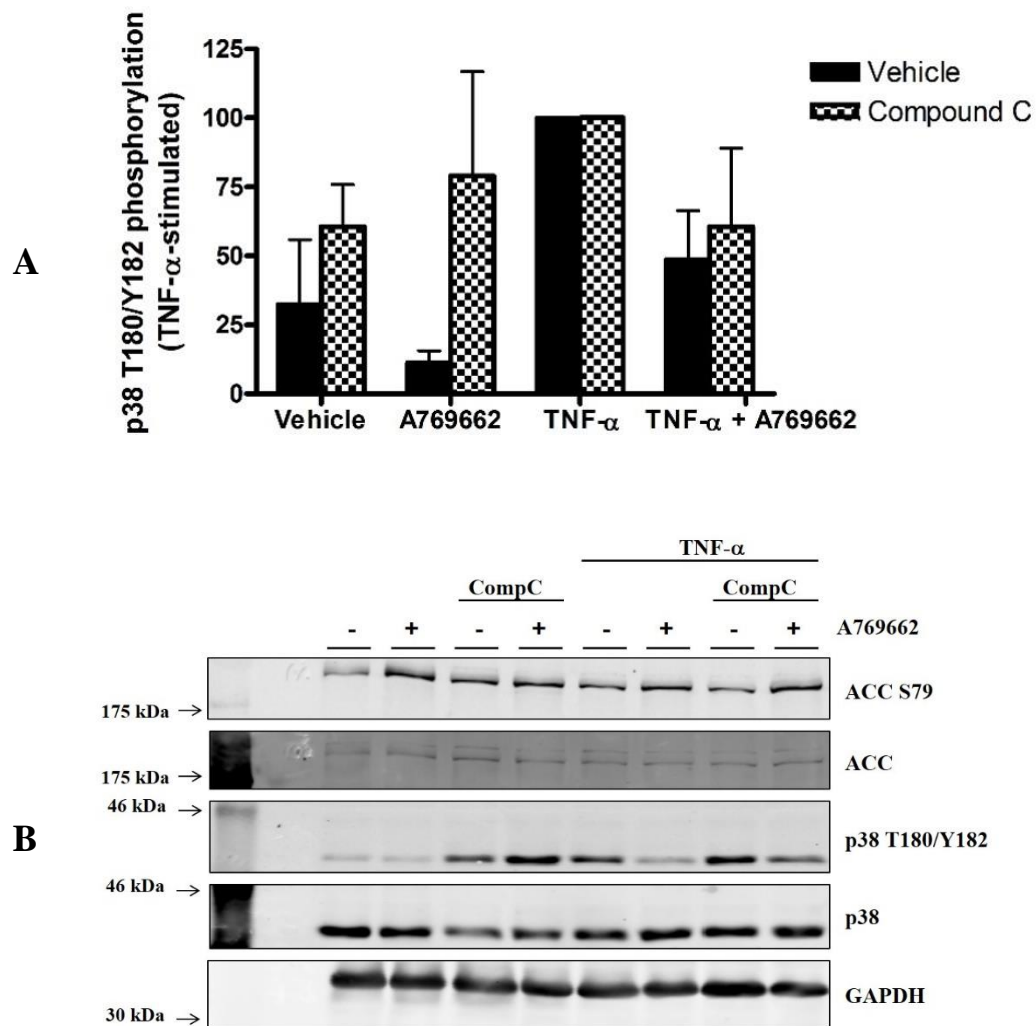 A
p38 T180/Y182 phosphorylation
(TNF-α-stimulated)
125
100
75
50
25
0
Vehicle
A769662
TNF-α
TNF-α + A769662
Vehicle
Compound C
B
TNF-α
CompC
CompC
- + - + - + - + A769662
175 kDa → ACC S79
175 kDa → ACC
46 kDa → p38 T180/Y182
46 kDa → p38
30 kDa → GAPDH